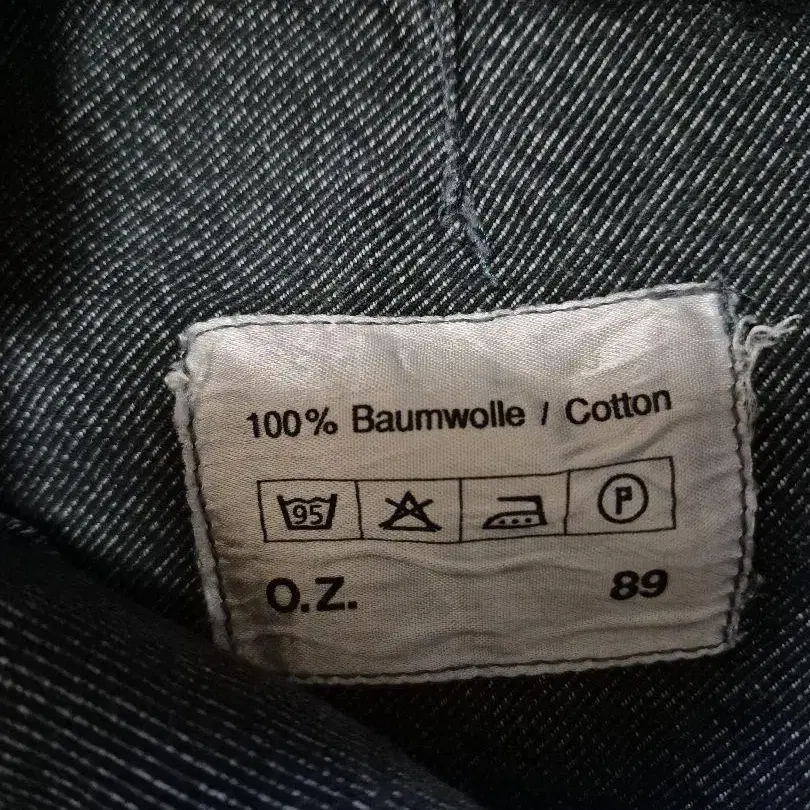 100% Baumwolle / Cotton
95 P
O.Z. 89